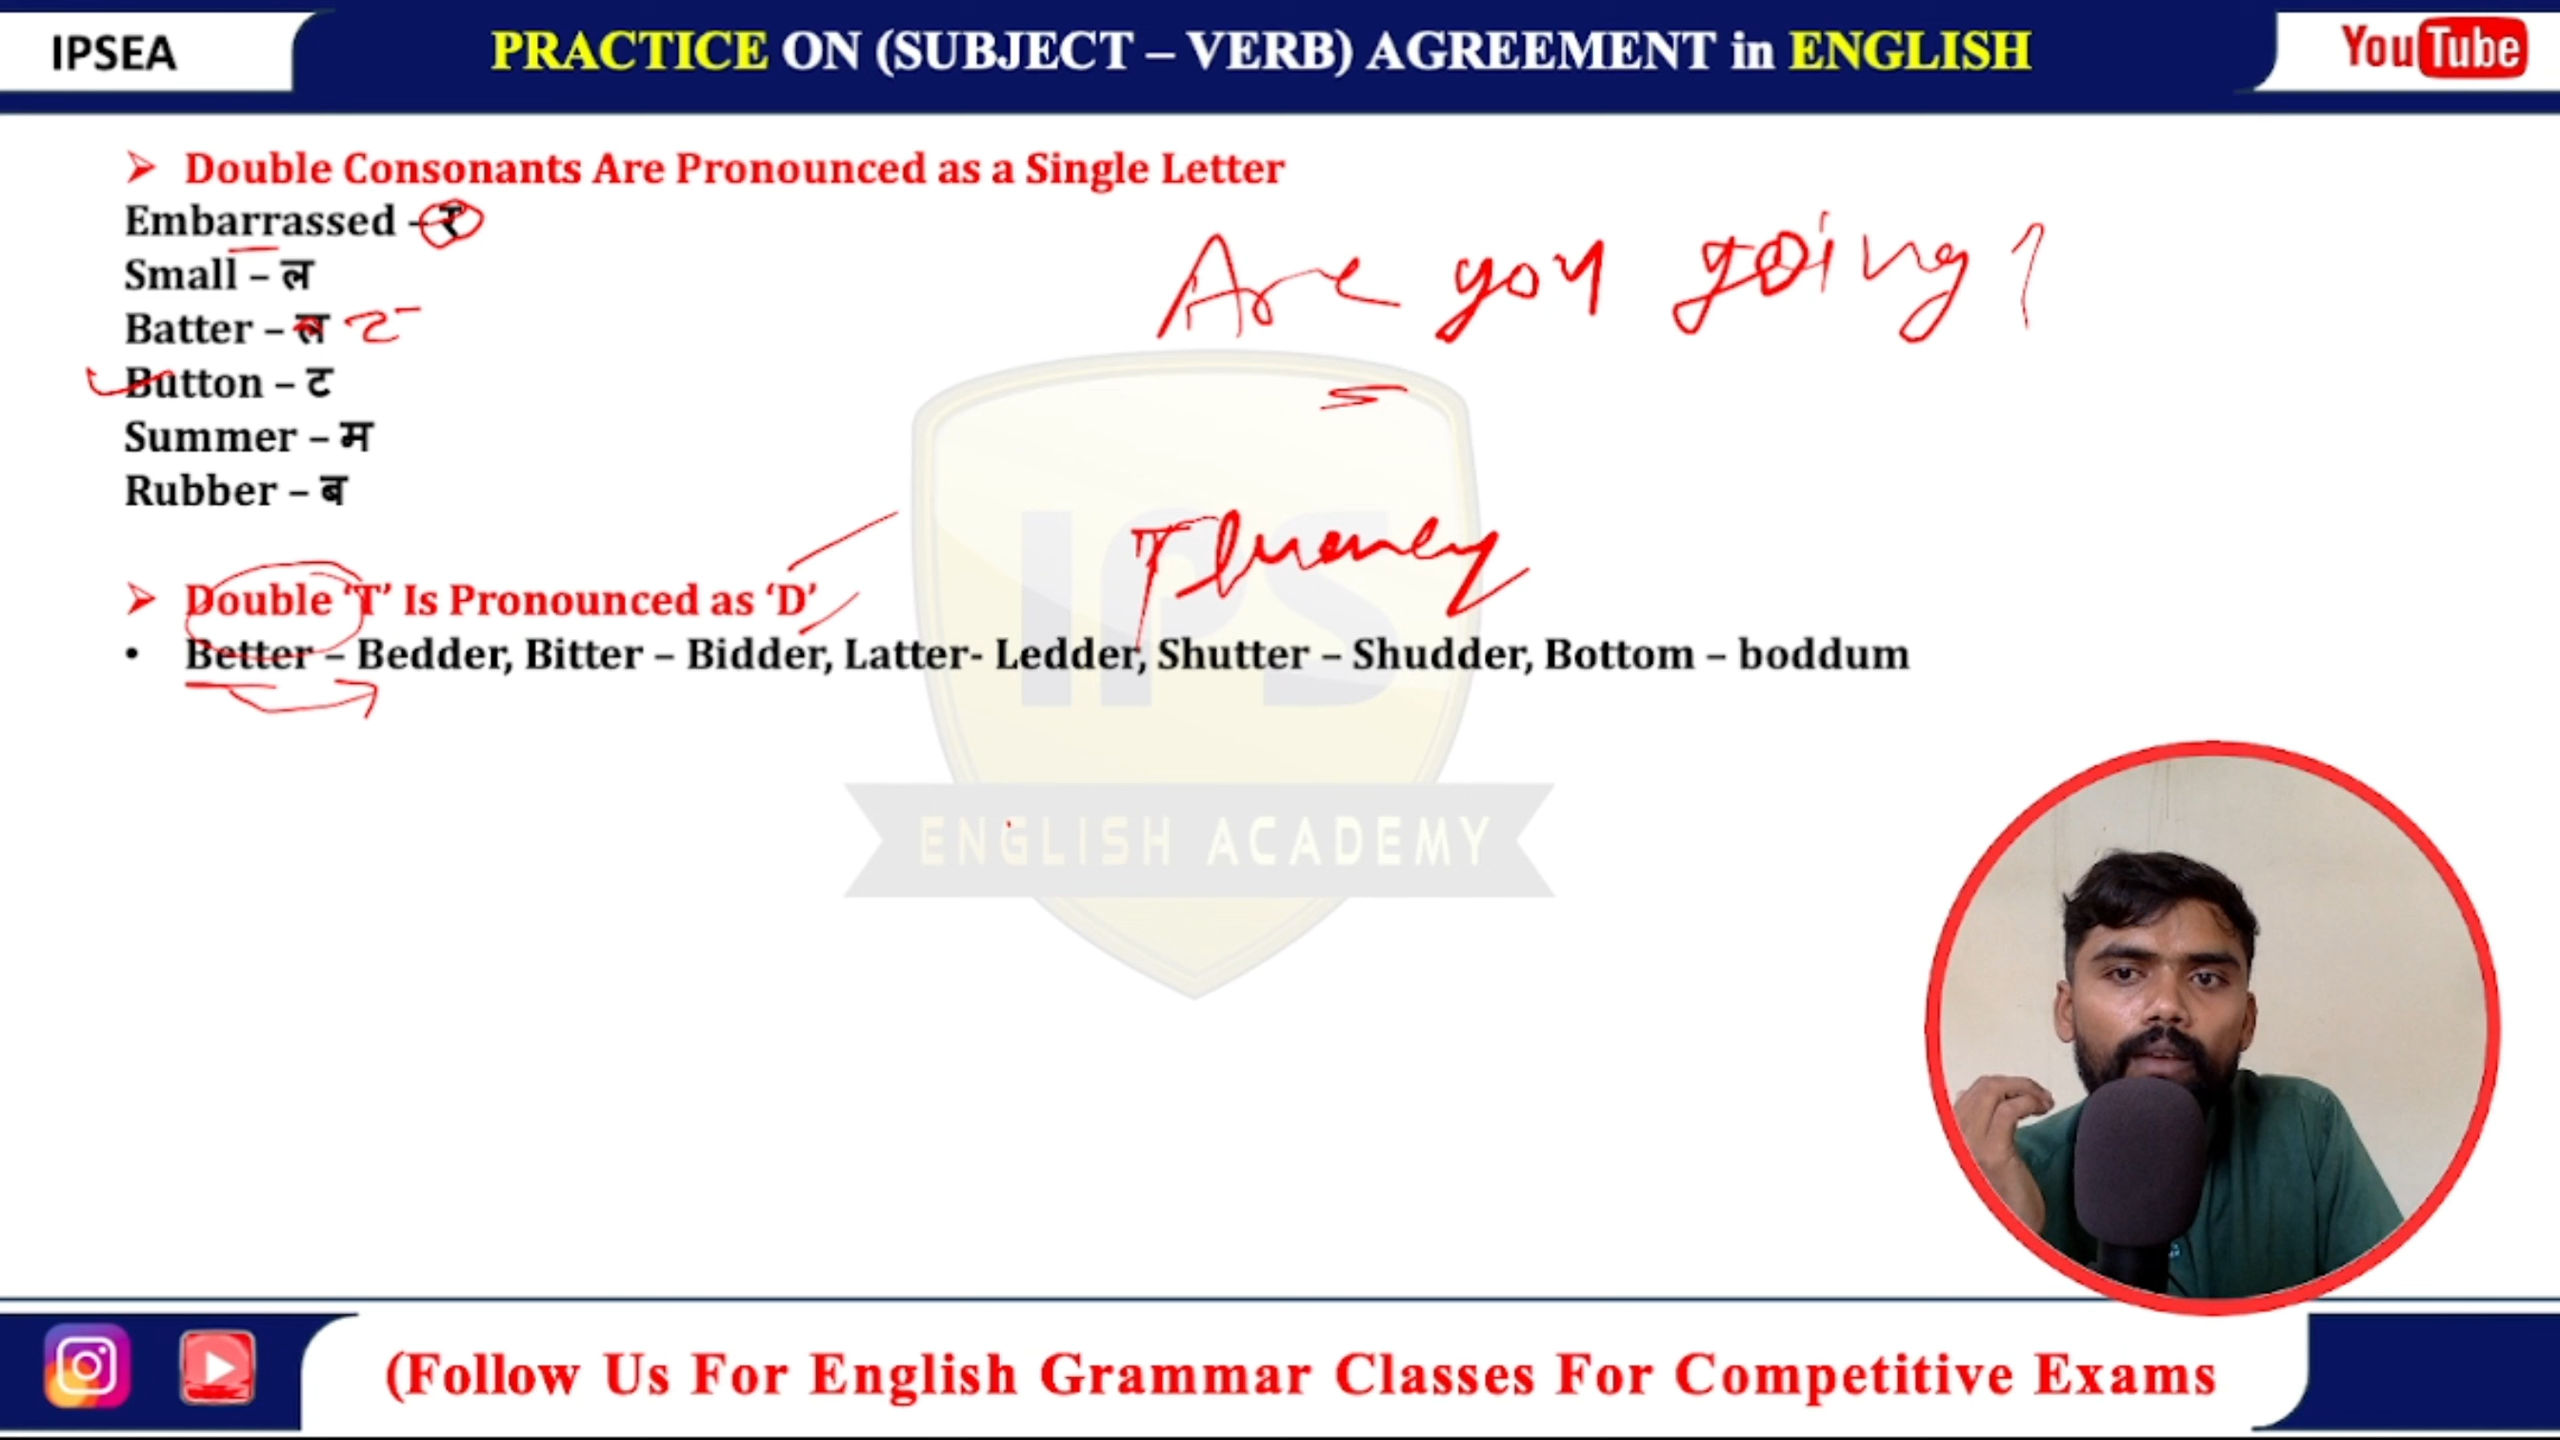 IPSEA
PRACTICE ON (SUBJECT – VERB) AGREEMENT in ENGLISH
YouTube
➢ Double Consonants Are Pronounced as a Single Letter
Embarrassed – र
Small – ल
Batter – ल ट
Button – ट
Summer – म
Rubber – ब
Are you going?
Fluency
➢ Double ‘T’ Is Pronounced as ‘D’
• Better – Bedder, Bitter – Bidder, Latter- Ledder, Shutter – Shudder, Bottom – boddum
IPS
ENGLISH ACADEMY
(Follow Us For English Grammar Classes For Competitive Exams